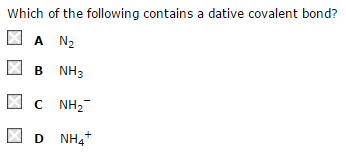 Which of the following contains a dative covalent bond?
A N₂
B NH₃
C NH₂⁻
D NH₄⁺